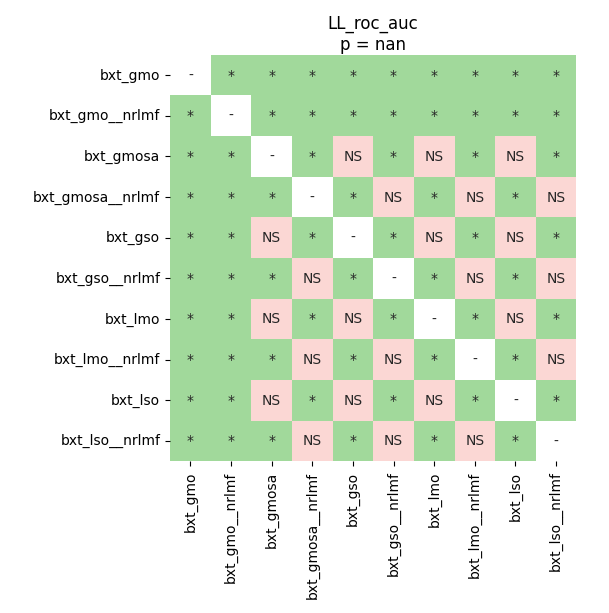 LL_roc_auc
p = nan
bxt_gmo - * * * * * * * * *
bxt_gmo__nrlmf * - * * * * * * * *
bxt_gmosa * * - * NS * NS * NS *
bxt_gmosa__nrlmf * * * - * NS * NS * NS
bxt_gso * * NS * - * NS * NS *
bxt_gso__nrlmf * * * NS * - * NS * NS
bxt_lmo * * NS * NS * - * NS *
bxt_lmo__nrlmf * * * NS * NS * - * NS
bxt_lso * * NS * NS * NS * - *
bxt_lso__nrlmf * * * NS * NS * NS * -
bxt_gmo
bxt_gmo__nrlmf
bxt_gmosa
bxt_gmosa__nrlmf
bxt_gso
bxt_gso__nrlmf
bxt_lmo
bxt_lmo__nrlmf
bxt_lso
bxt_lso__nrlmf